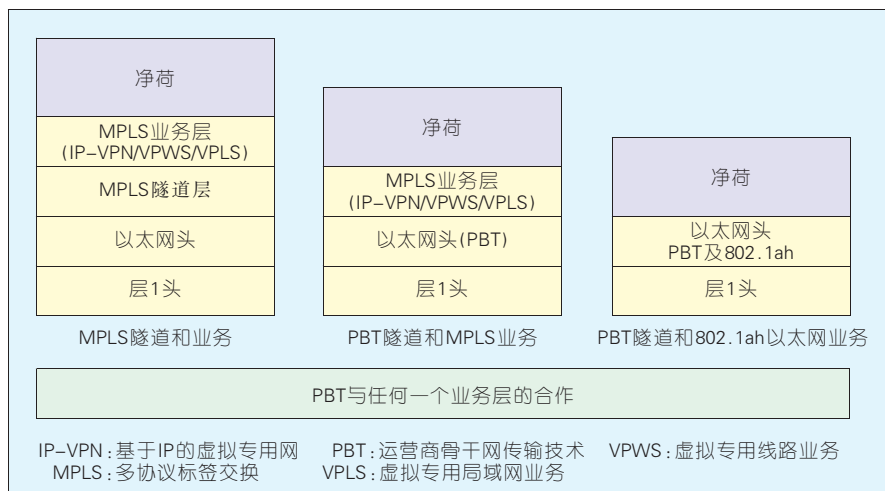 净荷
MPLS业务层
(IP-VPN/VPWS/VPLS)
MPLS隧道层
以太网头
层1头
MPLS隧道和业务
净荷
MPLS业务层
(IP-VPN/VPWS/VPLS)
以太网头(PBT)
层1头
PBT隧道和MPLS业务
净荷
以太网头
PBT及802.1ah
层1头
PBT隧道和802.1ah以太网业务
PBT与任何一个业务层的合作
IP-VPN:基于IP的虚拟专用网 PBT:运营商骨干网传输技术 VPWS:虚拟专用线路业务
MPLS:多协议标签交换 VPLS:虚拟专用局域网业务